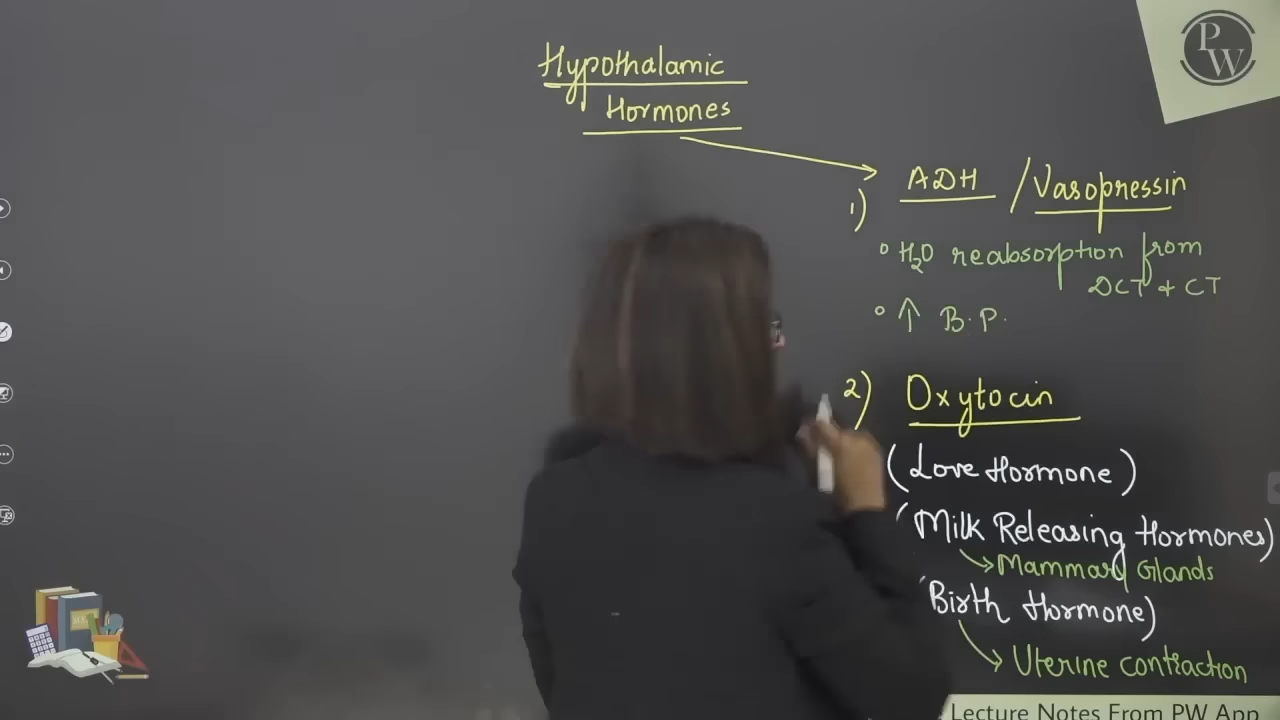 Hypothalamic
Hormones
PW
1) ADH / Vasopressin
° H₂O reabsorption from
DCT + CT
° ↑ B.P.
2) Oxytocin
(Love Hormone)
(Milk Releasing Hormones)
→ Mammary Glands
(Birth Hormone)
→ Uterine contraction
Lecture Notes From PW App